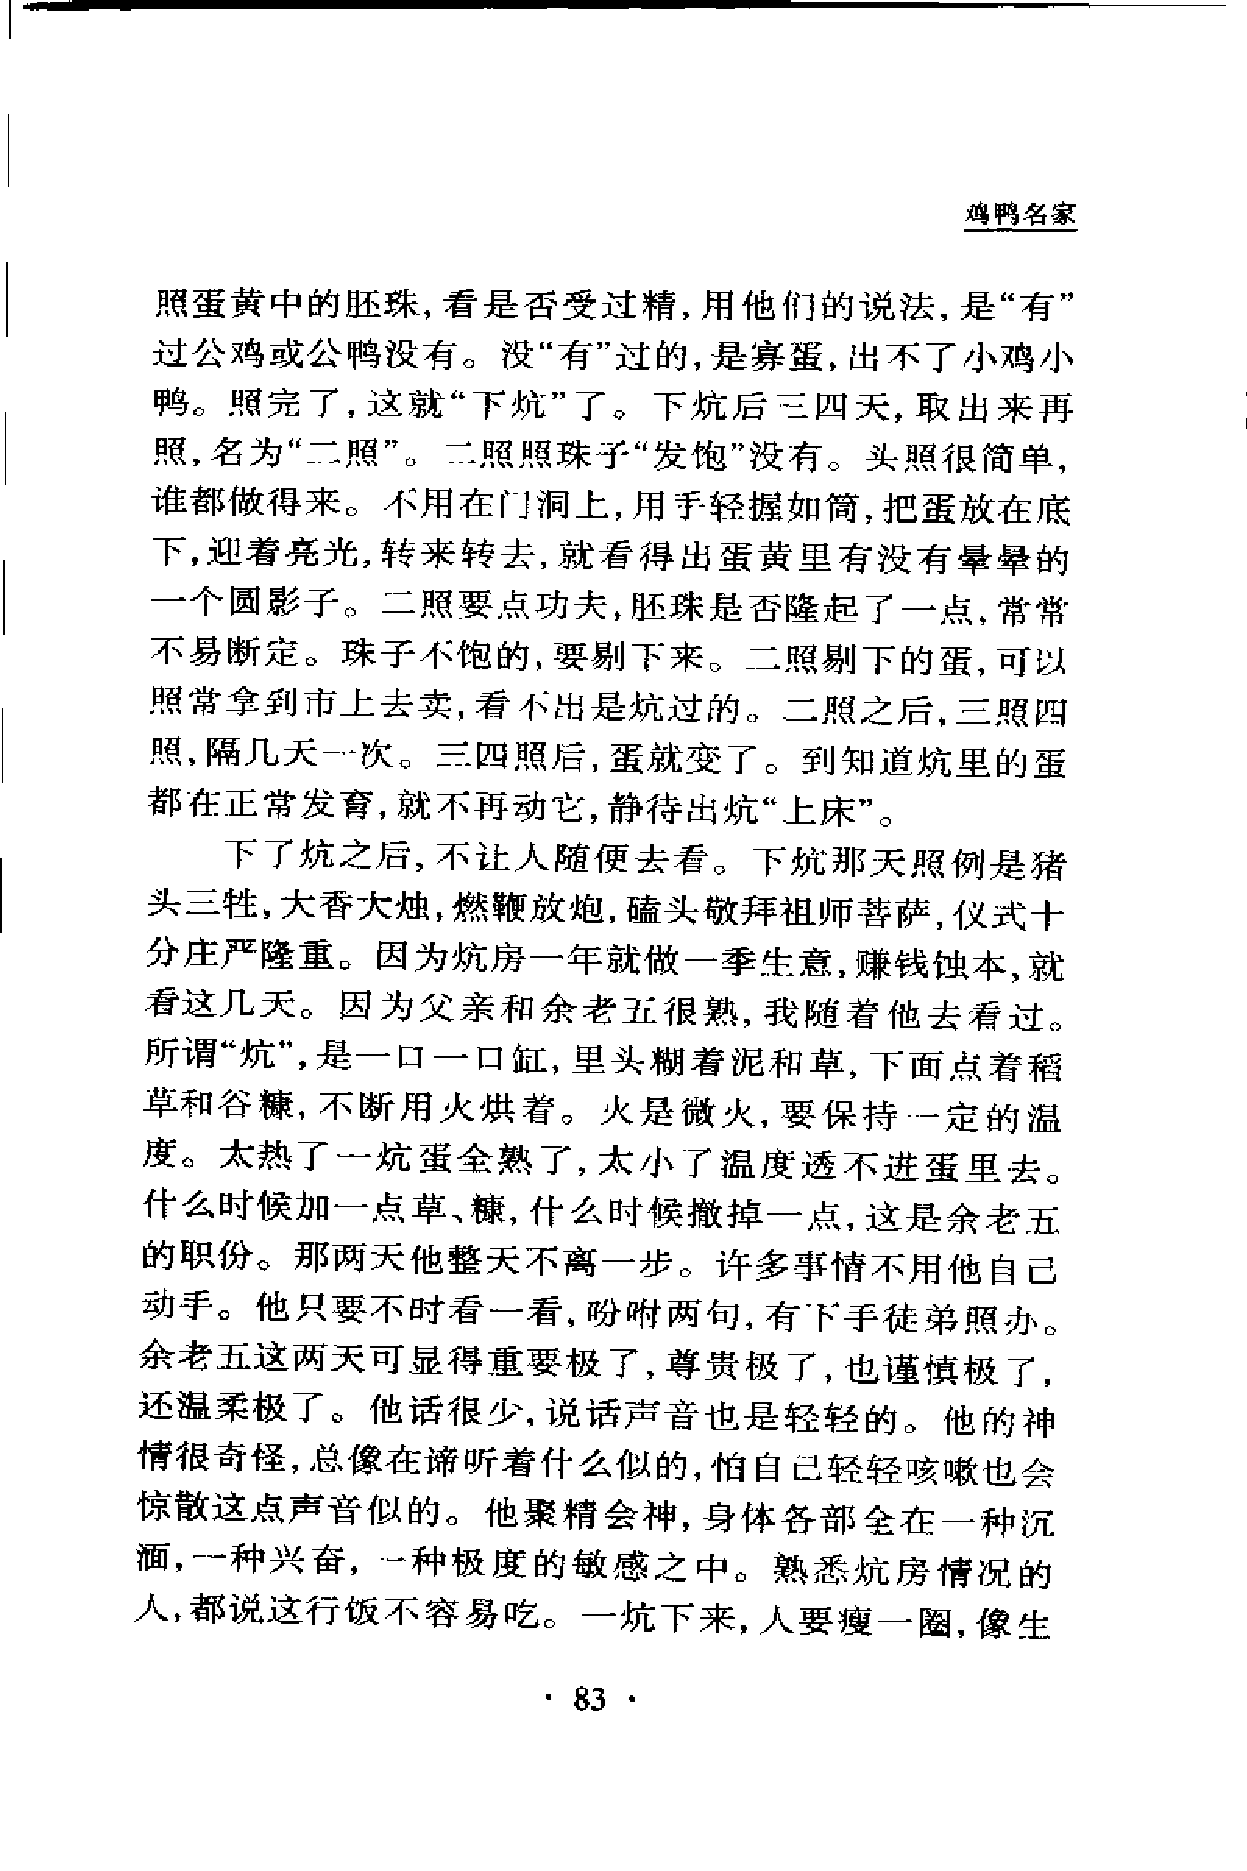 鸡鸭名家
照蛋黄中的胚珠,看是否受过精,用他们的说法,是“有”
过公鸡或公鸭没有。没“有”过的,是寡蛋,出不了小鸡小
鸭。照完了,这就“下炕”了。下炕后三四天,取出来再
照,名为“二照”。二照照珠子“发饱”没有。头照很简单,
谁都做得来。不用在门洞上,用手轻握如筒,把蛋放在底
下,迎着亮光,转来转去,就看得出蛋黄里有没有晕晕的
一个圆影子。二照要点功夫,胚珠是否隆起了一点,常常
不易断定。珠子不饱的,要剔下来。二照剔下的蛋,可以
照常拿到市上去卖,看不出是炕过的。二照之后,三照四
照,隔几天一次。三四照后,蛋就变了。到知道炕里的蛋
都在正常发育,就不再动它,静待出炕“上床”。
下了炕之后,不让人随便去看。下炕那天照例是猪
头三牲,大香大烛,燃鞭放炮,磕头敬拜祖师菩萨,仪式十
分庄严隆重。因为炕房一年就做一季生意,赚钱蚀本,就
看这几天。因为父亲和余老五很熟,我随着他去看过。
所谓“炕”,是一口一口缸,里头糊着泥和草,下面点着稻
草和谷糠,不断用火烘着。火是微火,要保持一定的温
度。太热了一炕蛋全熟了,太小了温度透不进蛋里去。
什么时候加一点草、糠,什么时候撤掉一点,这是余老五
的职份。那两天他整天不离一步。许多事情不用他自己
动手。他只要不时看一看,吩咐两句,有下手徒弟照办。
余老五这两天可显得重要极了,尊贵极了,也谨慎极了,
还温柔极了。他话很少,说话声音也是轻轻的。他的神
情很奇怪,总像在谛听着什么似的,怕自己轻轻咳嗽也会
惊散这点声音似的。他聚精会神,身体各部全在一种沉
湎,一种兴奋,一种极度的敏感之中。熟悉炕房情况的
人,都说这行饭不容易吃。一炕下来,人要瘦一圈,像生
· 83 ·